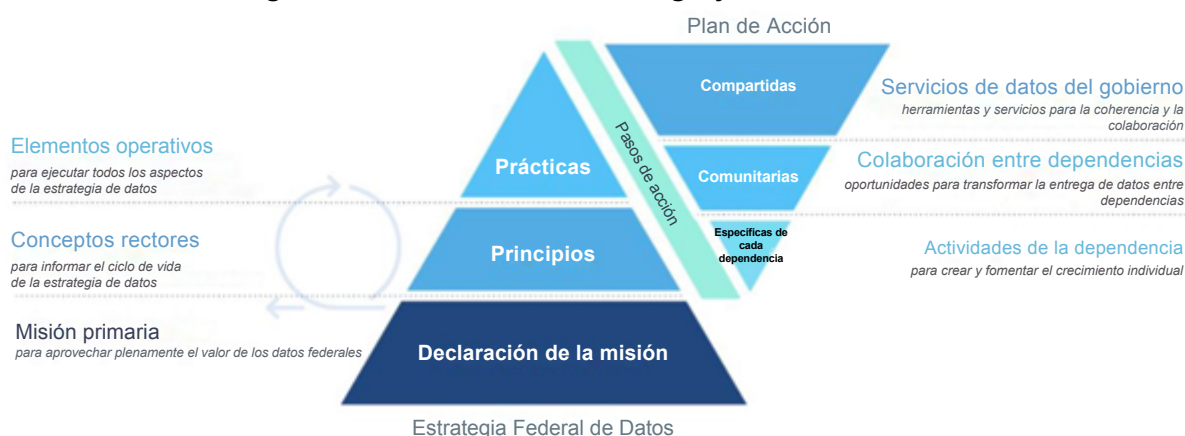 Plan de Acción
Compartidas
Servicios de datos del gobierno
herramientas y servicios para la coherencia y la
colaboración
Elementos operativos
para ejecutar todos los aspectos
de la estrategia de datos
Prácticas
Pasos de acción
Comunitarias
Colaboración entre dependencias
oportunidades para transformar la entrega de datos entre
dependencias
Conceptos rectores
para informar el ciclo de vida
de la estrategia de datos
Principios
Específicas de
cada
dependencia
Actividades de la dependencia
para crear y fomentar el crecimiento individual
Misión primaria
para aprovechar plenamente el valor de los datos federales
Declaración de la misión
Estrategia Federal de Datos